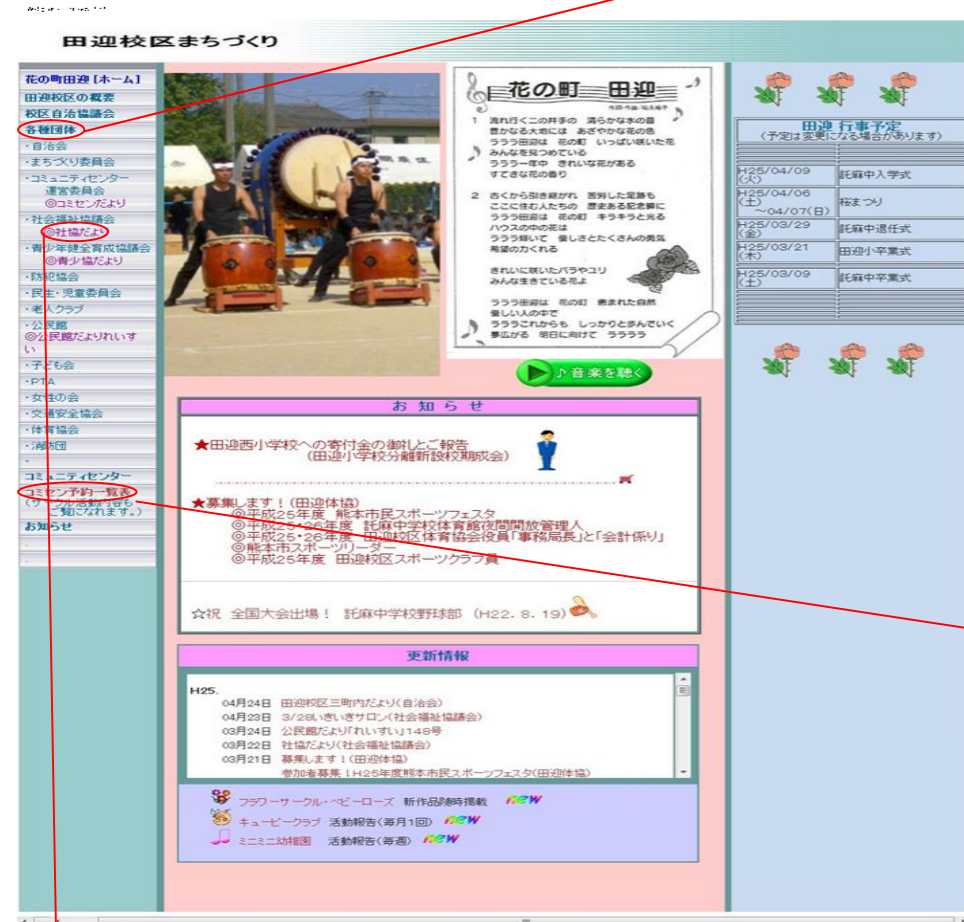 田迎校区まちづくり
花の町田迎【ホーム】
田迎校区の概要
校区自治協議会
各種団体
・自治会
・まちづくり委員会
・コミュニティセンター
運営委員会
◎コミセンだより
・社会福祉協議会
◎社協だより
・青少年健全育成協議会
◎青少協だより
・防犯協会
・民生・児童委員会
・老人クラブ
・公民館
◎公民館だよりれいす
い
・子ども会
・PTA
・女性の会
・交通安全協会
・体育協会
・消防団
コミュニティセンター
コミセン予約一覧表
(サークル活動内容も
ご覧になれます。)
お知らせ
花の町 田迎
1 流れ行く二の井手の 清らかな水の音
豊かなる大地には あざやかな花の色
ラララ田迎は 花の町 いっぱい咲いた花
みんなを見つめている
ラララ一年中 きれいな花がある
すてきな花の香り
2 古くから引き継がれ 苦労した足跡も
ここに住む人たちの 歴史ある記念碑に
ラララ田迎は 花の町 キラキラと光る
ハウスの中の花は
ラララ輝いて 優しさとたくさんの勇気
希望のカくれる
きれいに咲いたバラやユリ
みんな生きている花よ
ラララ田迎は 花の町 恵まれた自然
優しい人の中で
ラララこれからも しっかりと歩んでいく
夢広がる 明日に向けて ララララ
♪音楽を聴く
田迎 行事予定
(予定は変更になる場合があります)
H25/04/09
(火) 託麻中入学式
H25/04/06
(土) 桜まつり
～04/07(日)
H25/03/29
(金) 託麻中退任式
H25/03/21
(木) 田迎小卒業式
H25/03/09
(土) 託麻中卒業式
お 知 ら せ
★田迎西小学校への寄付金の御礼とご報告
(田迎小学校分離新設校期成会)
★募集します!(田迎体協)
◎平成25年度 熊本市民スポーツフェスタ
◎平成25・26年度 託麻中学校体育館夜間開放管理人
◎平成25・26年度 田迎校区体育協会役員「事務局長」と「会計係り」
◎熊本市スポーツリーダー
◎平成25年度 田迎校区スポーツクラブ員
☆祝 全国大会出場! 託麻中学校野球部 (H22.8.19)
更新情報
H25.
04月24日 田迎校区三町内だより(自治会)
04月23日 3/28いきいきサロン(社会福祉協議会)
03月24日 公民館だより「れいすい」148号
03月22日 社協だより(社会福祉協議会)
03月21日 募集します!(田迎体協)
参加者募集!H25年度熊本市民スポーツフェスタ(田迎体協)
フラワーサークル・ベビーローズ 新作品随時掲載 new
キューピークラブ 活動報告(毎月1回) new
ミニミニ幼稚園 活動報告(毎週) new